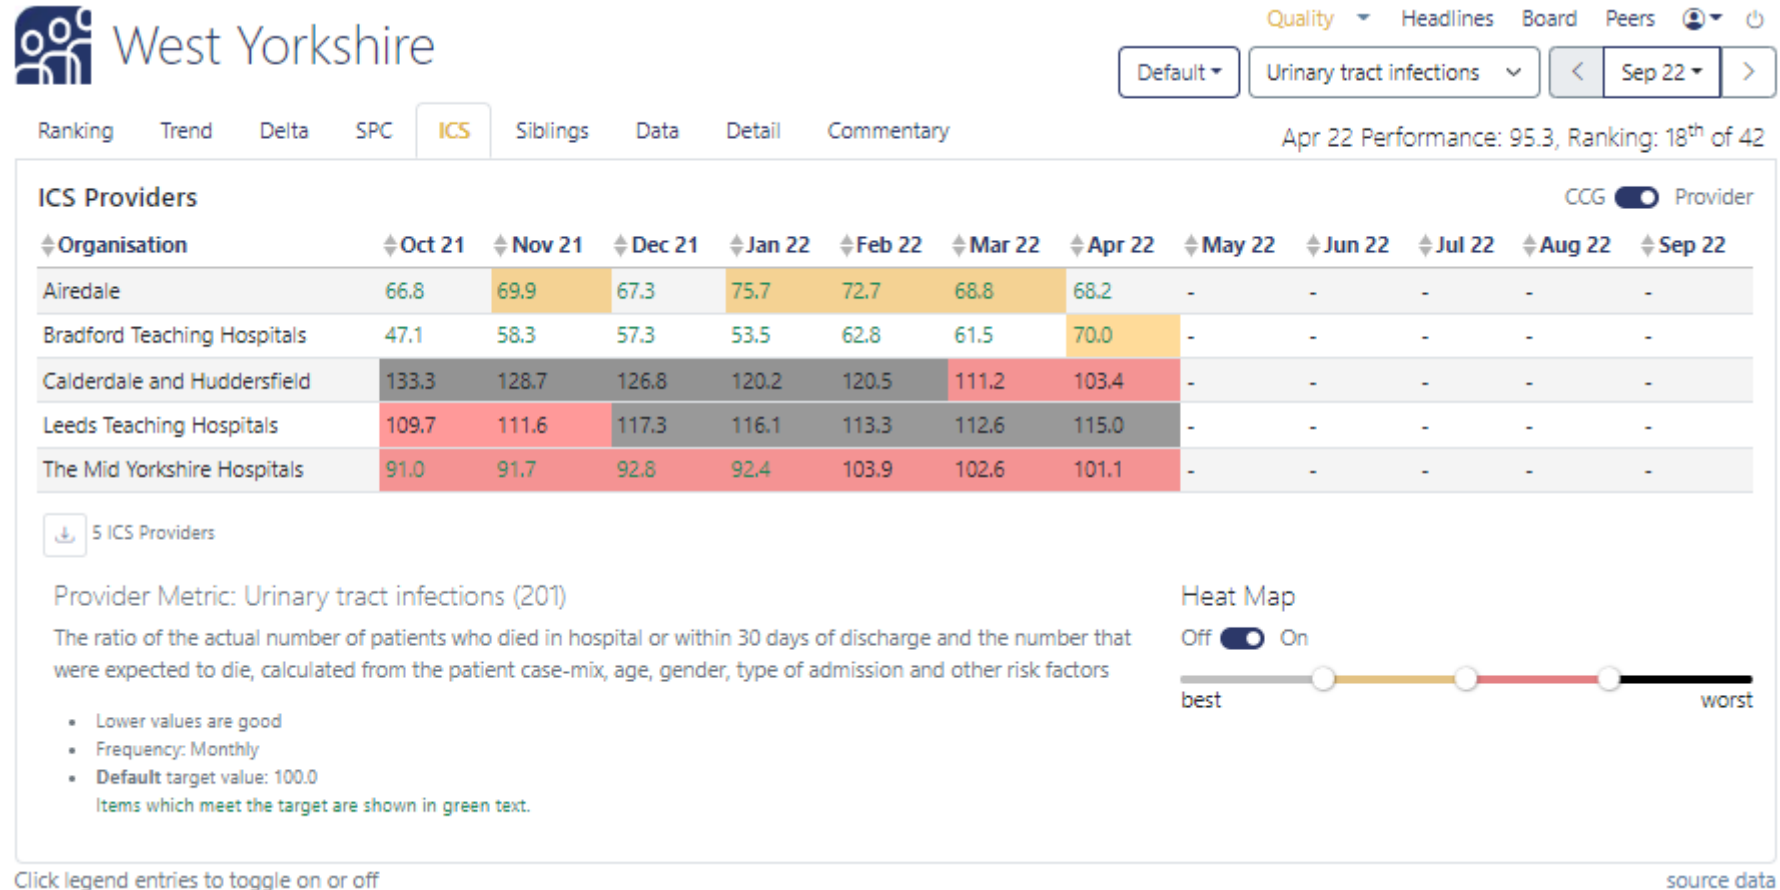 West Yorkshire
Quality Headlines Board Peers
Default Urinary tract infections Sep 22
Ranking Trend Delta SPC ICS Siblings Data Detail Commentary
Apr 22 Performance: 95.3, Ranking: 18th of 42
ICS Providers
CCG Provider
Organisation Oct 21 Nov 21 Dec 21 Jan 22 Feb 22 Mar 22 Apr 22 May 22 Jun 22 Jul 22 Aug 22 Sep 22
Airedale 66.8 69.9 67.3 75.7 72.7 68.8 68.2 - - - - -
Bradford Teaching Hospitals 47.1 58.3 57.3 53.5 62.8 61.5 70.0 - - - - -
Calderdale and Huddersfield 133.3 128.7 126.8 120.2 120.5 111.2 103.4 - - - - -
Leeds Teaching Hospitals 109.7 111.6 117.3 116.1 113.3 112.6 115.0 - - - - -
The Mid Yorkshire Hospitals 91.0 91.7 92.8 92.4 103.9 102.6 101.1 - - - - -
5 ICS Providers
Provider Metric: Urinary tract infections (201)
The ratio of the actual number of patients who died in hospital or within 30 days of discharge and the number that
were expected to die, calculated from the patient case-mix, age, gender, type of admission and other risk factors
• Lower values are good
• Frequency: Monthly
• Default target value: 100.0
Items which meet the target are shown in green text.
Heat Map
Off On
best worst
Click legend entries to toggle on or off
source data